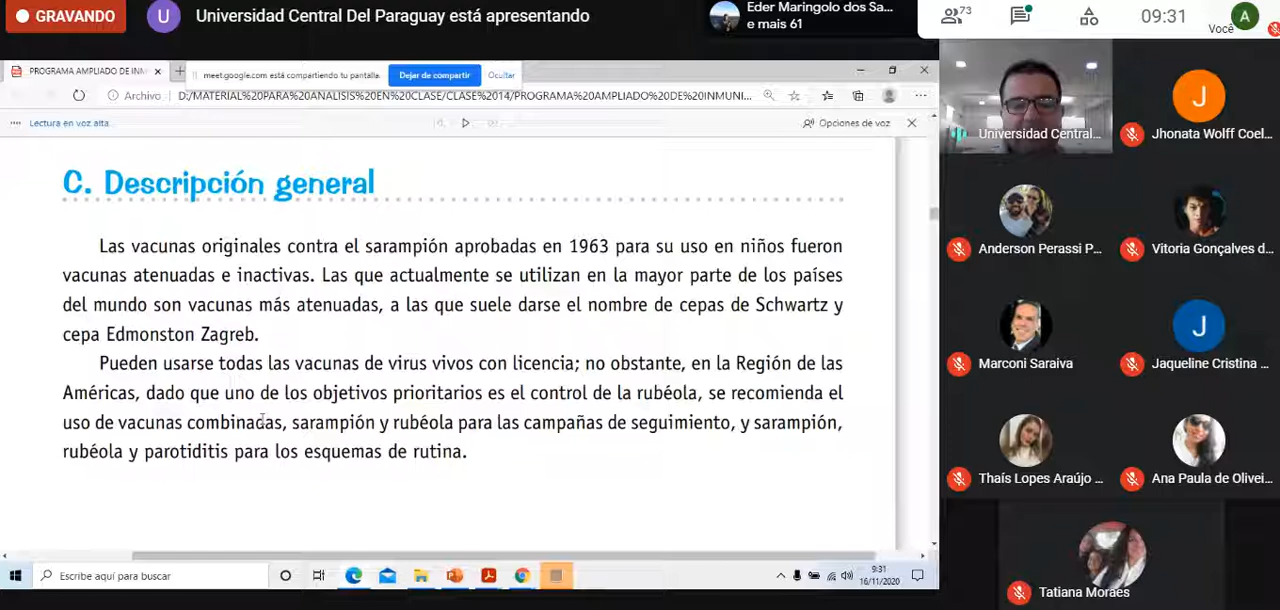 GRAVANDO
U
Universidad Central Del Paraguay está apresentando
Eder Maringolo dos Sa...
e mais 61
73
09:31
Você
A
PROGRAMA AMPLIADO DE INM
meet.google.com está compartiendo tu pantalla.
Dejar de compartir
Ocultar
Archivo
D:/MATERIAL%20PARA%20ANALISIS%20EN%20CLASE/CLASE%202014/PROGRAMA%20AMPLIADO%20DE%20INMUNI...
Lectura en voz alta
Opciones de voz
C. Descripción general
Las vacunas originales contra el sarampión aprobadas en 1963 para su uso en niños fueron
vacunas atenuadas e inactivas. Las que actualmente se utilizan en la mayor parte de los países
del mundo son vacunas más atenuadas, a las que suele darse el nombre de cepas de Schwartz y
cepa Edmonston Zagreb.
Pueden usarse todas las vacunas de virus vivos con licencia; no obstante, en la Región de las
Américas, dado que uno de los objetivos prioritarios es el control de la rubéola, se recomienda el
uso de vacunas combinadas, sarampión y rubéola para las campañas de seguimiento, y sarampión,
rubéola y parotiditis para los esquemas de rutina.
Escribe aquí para buscar
9:31
16/11/2020
Universidad Central...
J
Jhonata Wolff Coel...
Anderson Perassi P...
Vitoria Gonçalves d...
Marconi Saraiva
J
Jaqueline Cristina ...
Thaís Lopes Araújo ...
Ana Paula de Olivei...
Tatiana Moraes